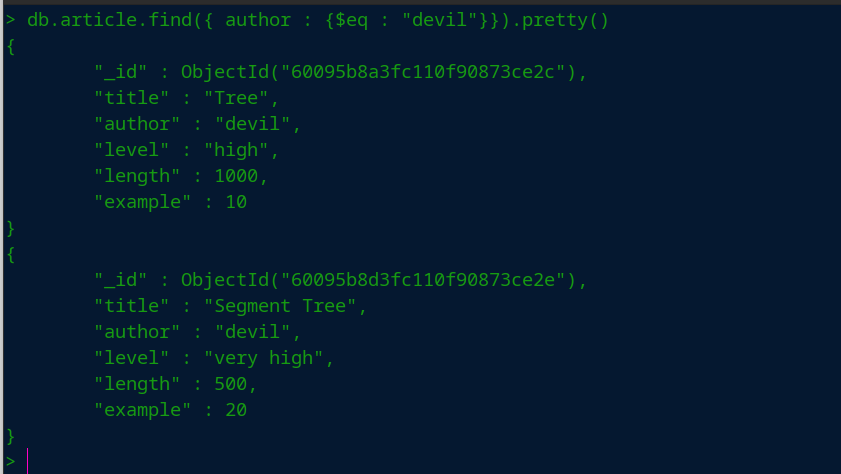 > db.article.find({ author : {$eq : "devil"}}).pretty()
{
        "_id" : ObjectId("60095b8a3fc110f90873ce2c"),
        "title" : "Tree",
        "author" : "devil",
        "level" : "high",
        "length" : 1000,
        "example" : 10
}
{
        "_id" : ObjectId("60095b8d3fc110f90873ce2e"),
        "title" : "Segment Tree",
        "author" : "devil",
        "level" : "very high",
        "length" : 500,
        "example" : 20
}
>